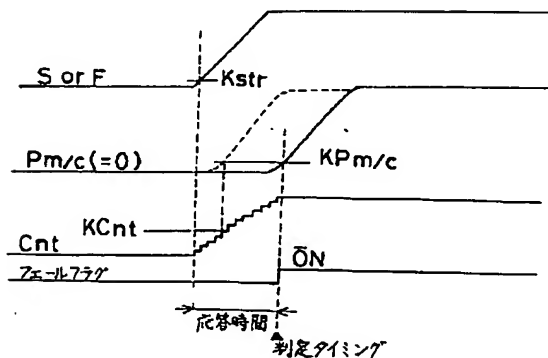 S or F
Kstr
Pm/c(=0)
KPm/c
KCnt
Cnt
フェールフラグ
ON
応答時間
判定タイミング